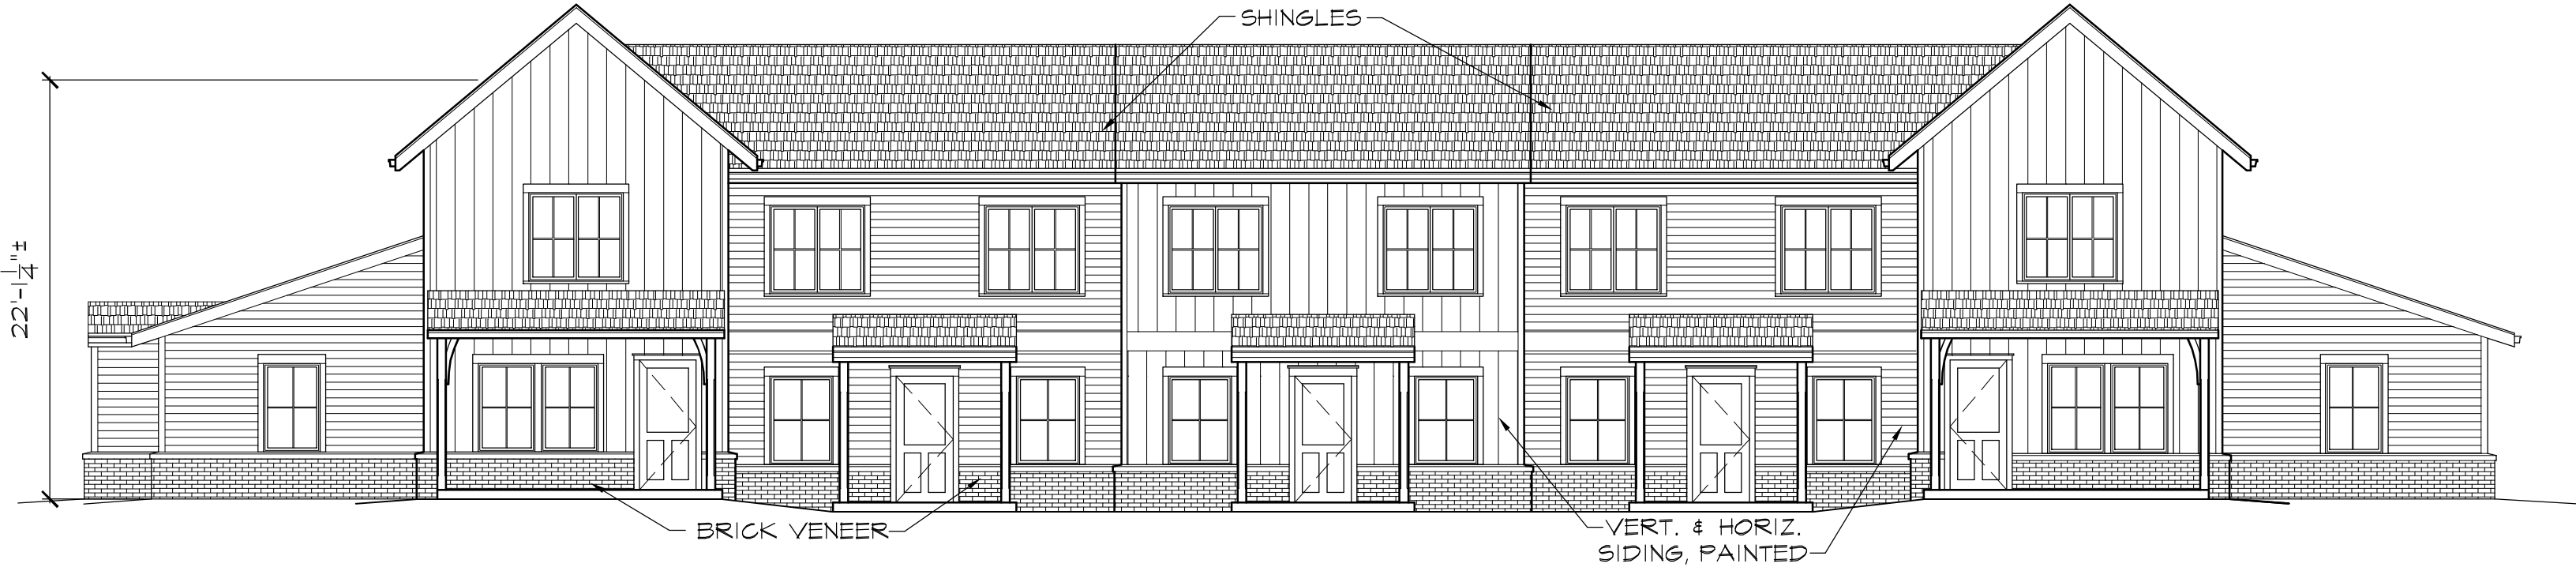 SHINGLES
22'-1 1/4"±
BRICK VENEER
VERT. & HORIZ.
SIDING, PAINTED